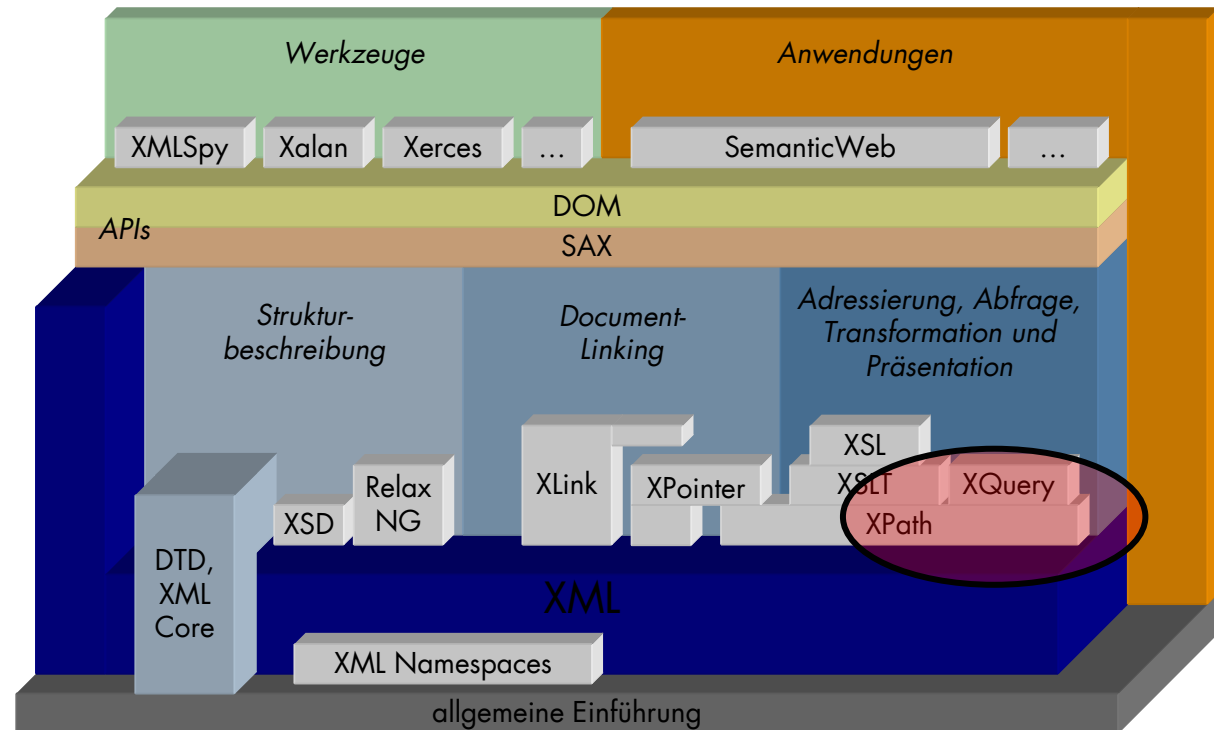 Werkzeuge
Anwendungen
XMLSpy
Xalan
Xerces
...
SemanticWeb
...
DOM
APIs
SAX
Struktur-
beschreibung
Document-
Linking
Adressierung, Abfrage,
Transformation und
Präsentation
XSL
XLink
XPointer
XSLT
XQuery
Relax
NG
XSD
XPath
DTD,
XML
Core
XML
XML Namespaces
allgemeine Einführung